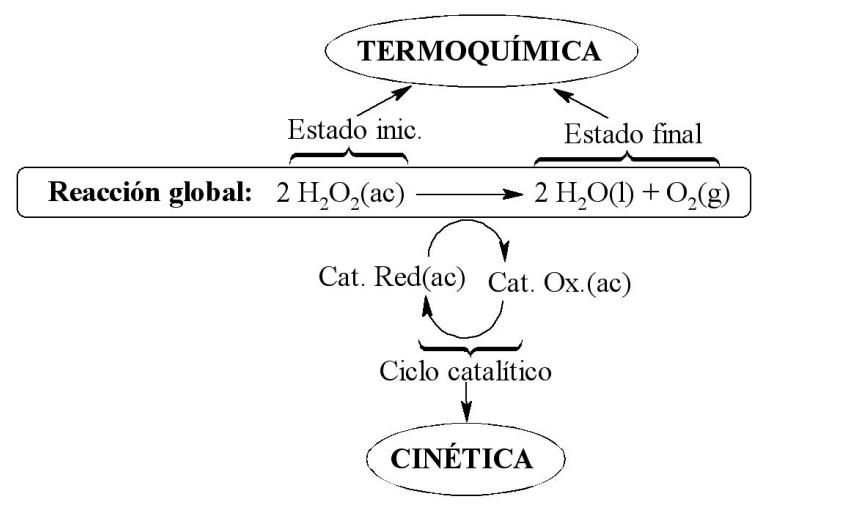 TERMOQUÍMICA
Estado inic. Estado final
Reacción global: 2 H₂O₂(ac) ⟶ 2 H₂O(l) + O₂(g)
Cat. Red(ac) Cat. Ox.(ac)
Ciclo catalítico
CINÉTICA